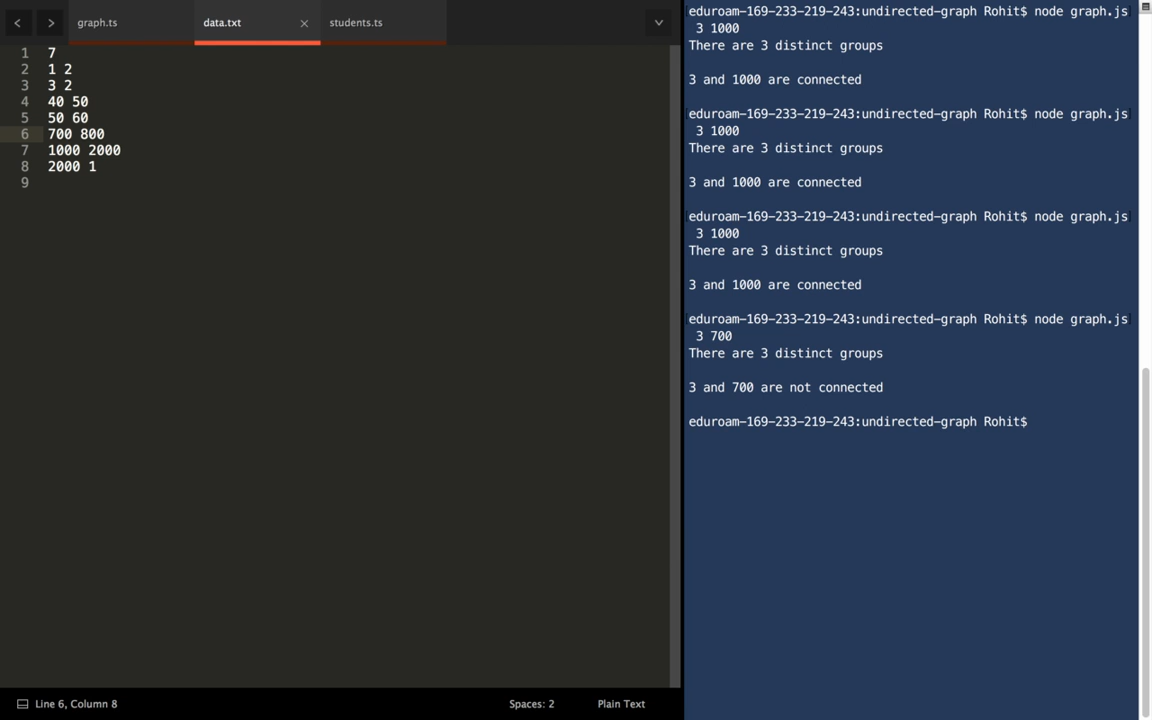 graph.ts
data.txt
students.ts
1 7
2 1 2
3 3 2
4 40 50
5 50 60
6 700 800
7 1000 2000
8 2000 1
9
Line 6, Column 8
Spaces: 2
Plain Text
eduroam-169-233-219-243:undirected-graph Rohit$ node graph.js
3 1000
There are 3 distinct groups
3 and 1000 are connected
eduroam-169-233-219-243:undirected-graph Rohit$ node graph.js
3 1000
There are 3 distinct groups
3 and 1000 are connected
eduroam-169-233-219-243:undirected-graph Rohit$ node graph.js
3 1000
There are 3 distinct groups
3 and 1000 are connected
eduroam-169-233-219-243:undirected-graph Rohit$ node graph.js
3 700
There are 3 distinct groups
3 and 700 are not connected
eduroam-169-233-219-243:undirected-graph Rohit$